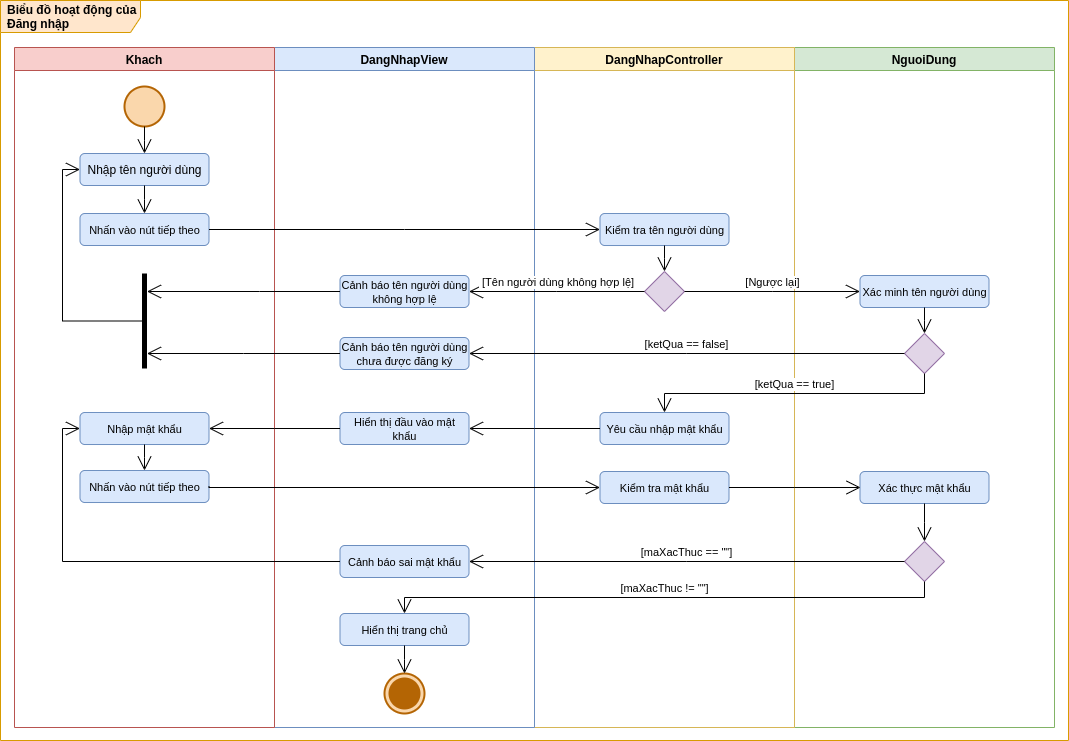 Biểu đồ hoạt động của
Đăng nhập
Khach
DangNhapView
DangNhapController
NguoiDung
Nhập tên người dùng
Nhấn vào nút tiếp theo
Kiểm tra tên người dùng
Cảnh báo tên người dùng
không hợp lệ
[Tên người dùng không hợp lệ]
[Ngược lại]
Xác minh tên người dùng
Cảnh báo tên người dùng
chưa được đăng ký
[ketQua == false]
[ketQua == true]
Nhập mật khẩu
Hiển thị đầu vào mật
khẩu
Yêu cầu nhập mật khẩu
Nhấn vào nút tiếp theo
Kiểm tra mật khẩu
Xác thực mật khẩu
Cảnh báo sai mật khẩu
[maXacThuc == ""]
[maXacThuc != ""]
Hiển thị trang chủ